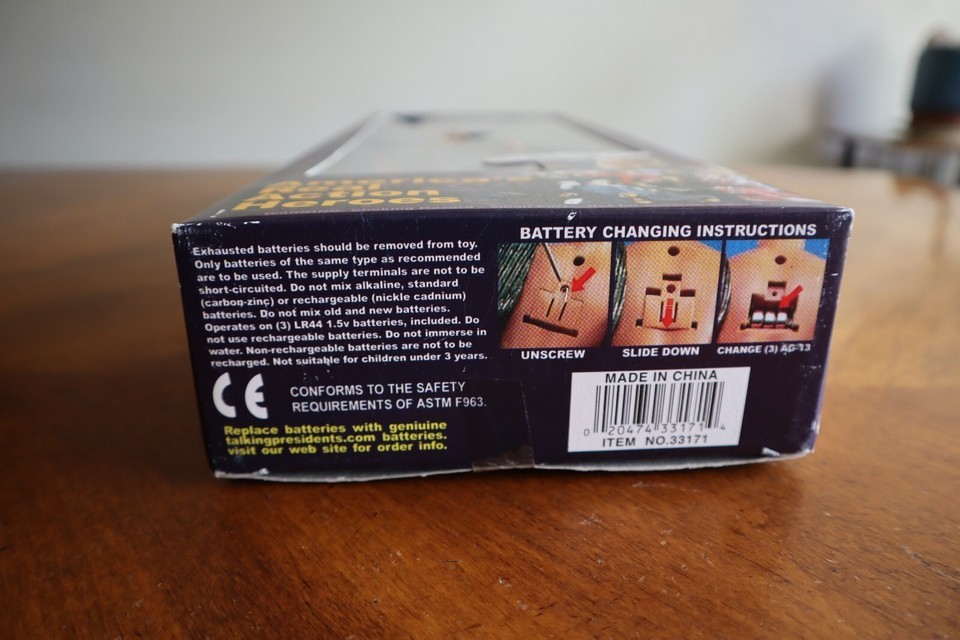 Action
Heroes
Exhausted batteries should be removed from toy.
Only batteries of the same type as recommended
are to be used. The supply terminals are not to be
short-circuited. Do not mix alkaline, standard
(carbon-zinc) or rechargeable (nickle cadnium)
batteries. Do not mix old and new batteries.
Operates on (3) LR44 1.5v batteries, included. Do
not use rechargeable batteries. Do not immerse in
water. Non-rechargeable batteries are not to be
recharged. Not suitable for children under 3 years.
CE
CONFORMS TO THE SAFETY
REQUIREMENTS OF ASTM F963.
Replace batteries with geniuine
talkingpresidents.com batteries.
visit our web site for order info.
BATTERY CHANGING INSTRUCTIONS
UNSCREW
SLIDE DOWN
CHANGE (3) AG-13
MADE IN CHINA
0 20474 33171 4
ITEM NO.33171